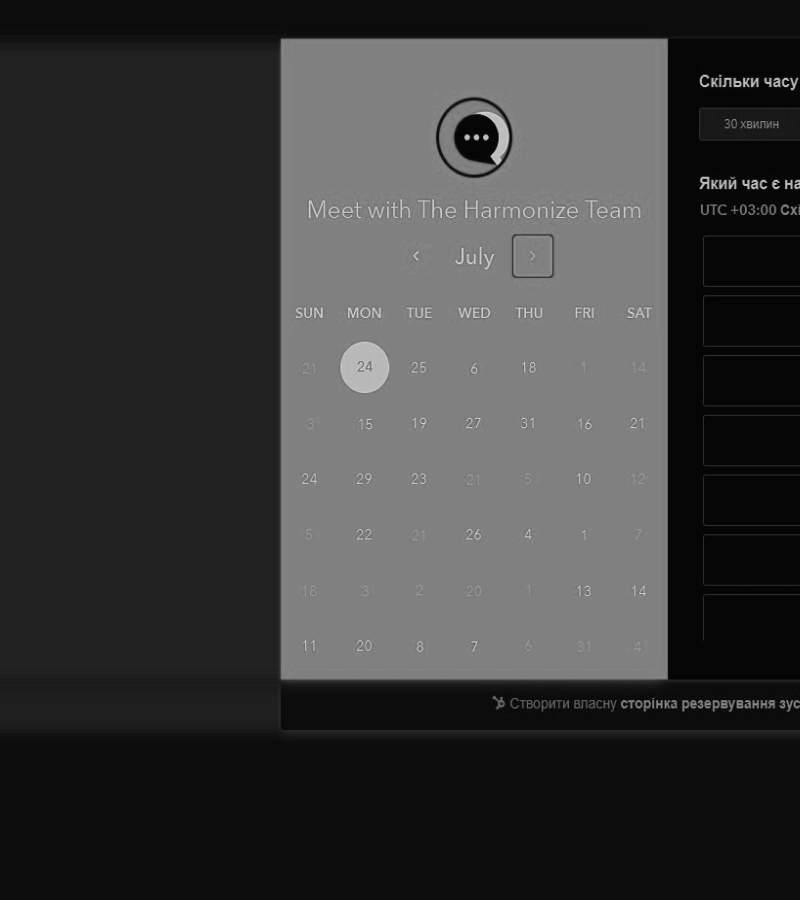 Meet with The Harmonize Team
July
SUN MON TUE WED THU FRI SAT
21 24 25 6 18 1 14
3 15 19 27 31 16 21
24 29 23 21 5 10 12
5 22 21 26 4 1 7
18 3 2 20 1 13 14
11 20 8 7 6 31 4
Скільки часу
30 хвилин
Який час є на
UTC +03:00 Схі
Створити власну сторінка резервування зус